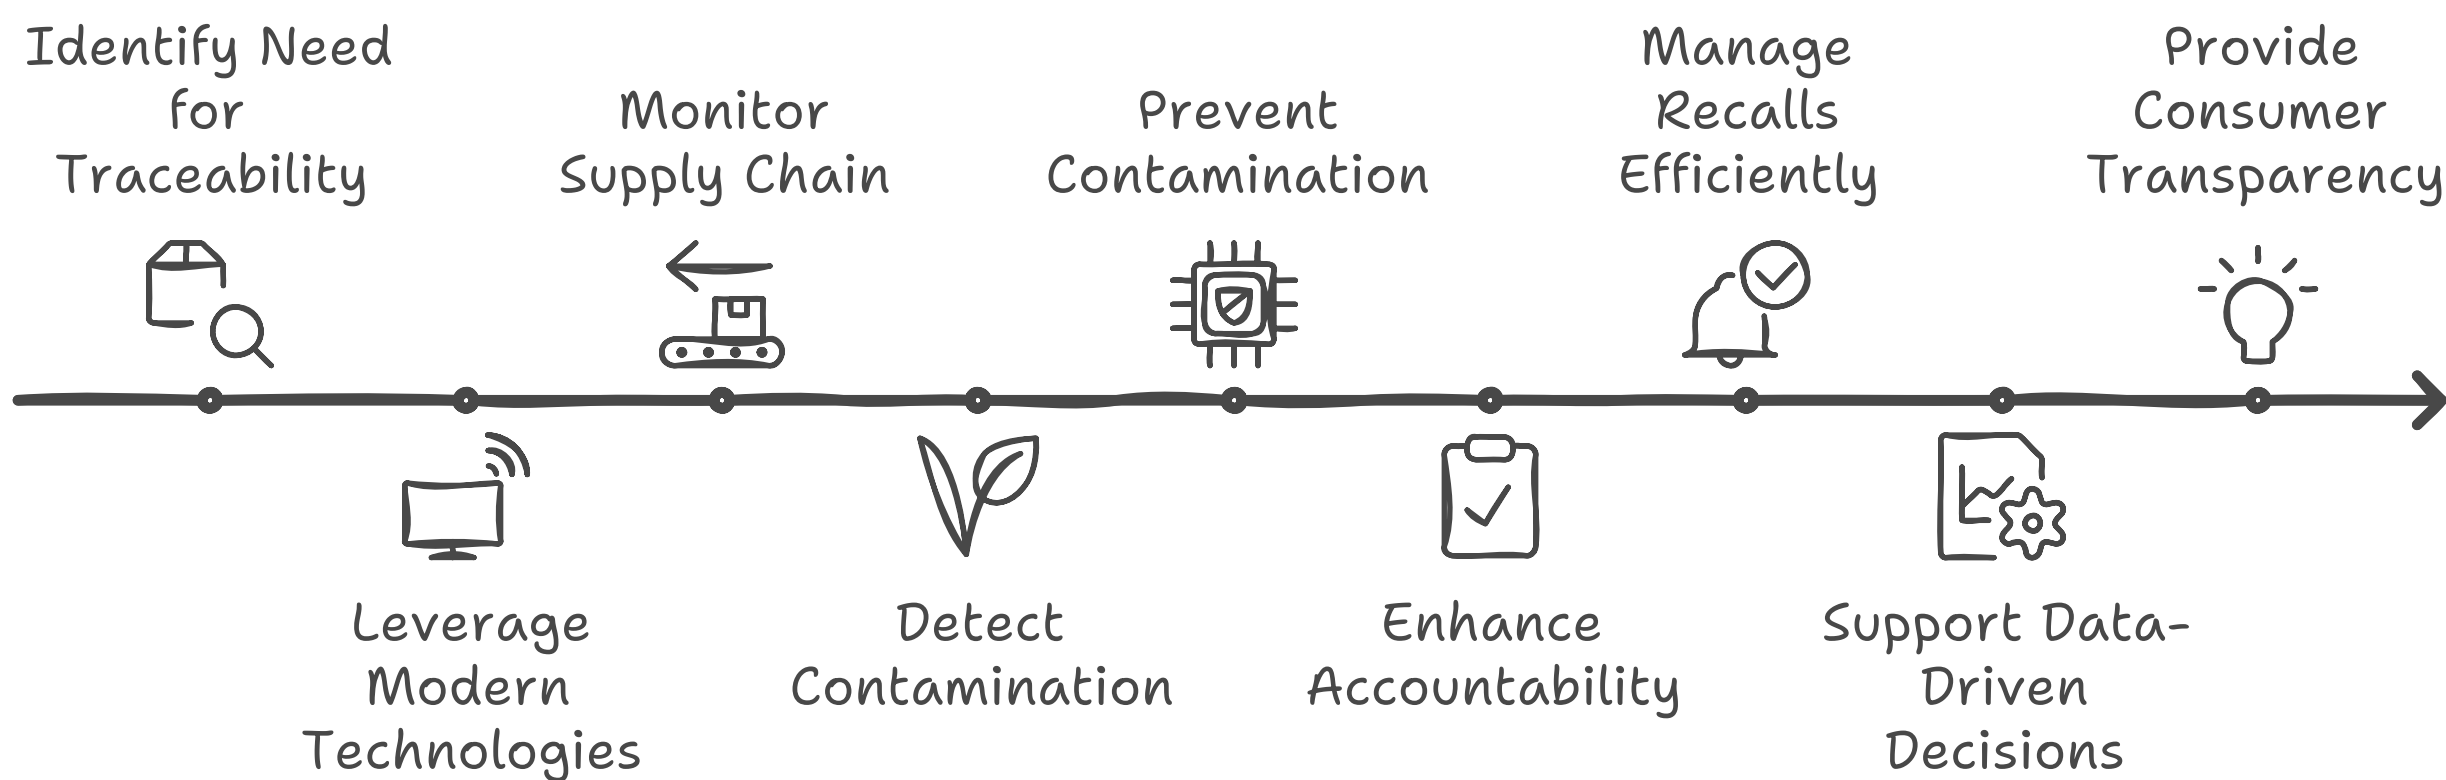 Identify Need
for
Traceability
Leverage
Modern
Technologies
Monitor
Supply Chain
Detect
Contamination
Prevent
Contamination
Enhance
Accountability
Manage
Recalls
Efficiently
Support Data-
Driven
Decisions
Provide
Consumer
Transparency